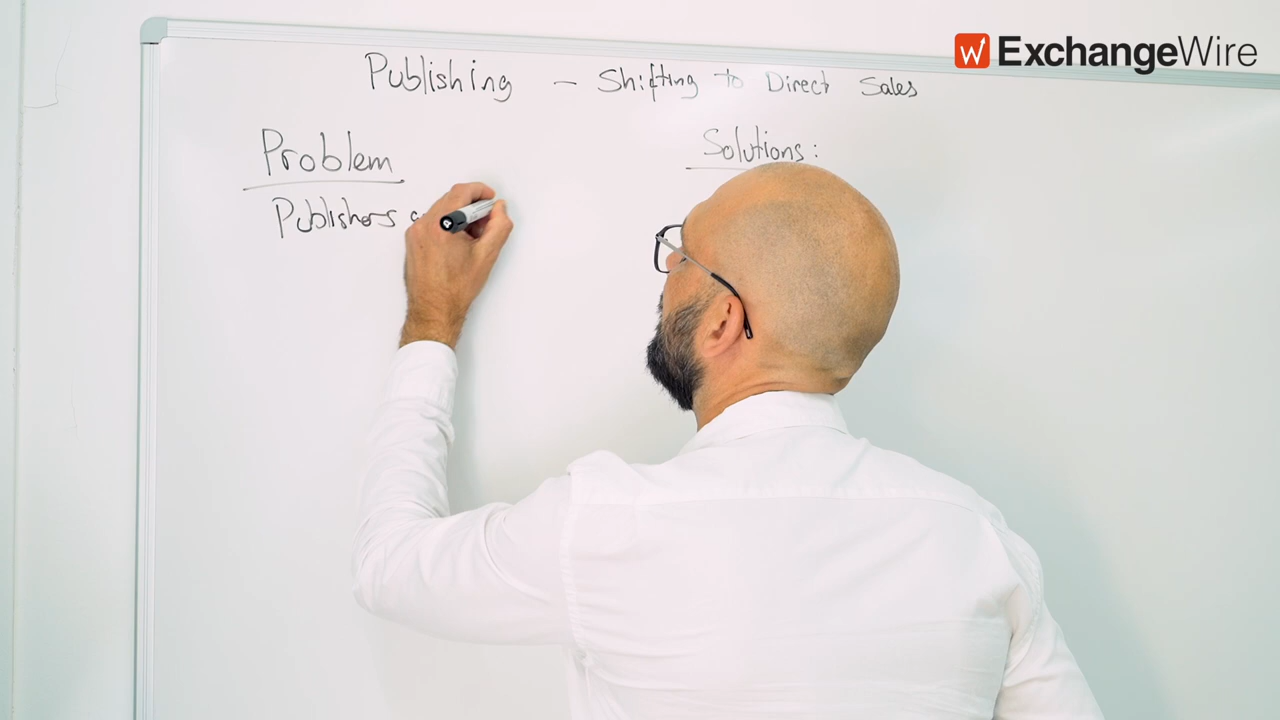 ExchangeWire
Publishing – Shifting to Direct Sales
Problem
Solutions:
Publishers